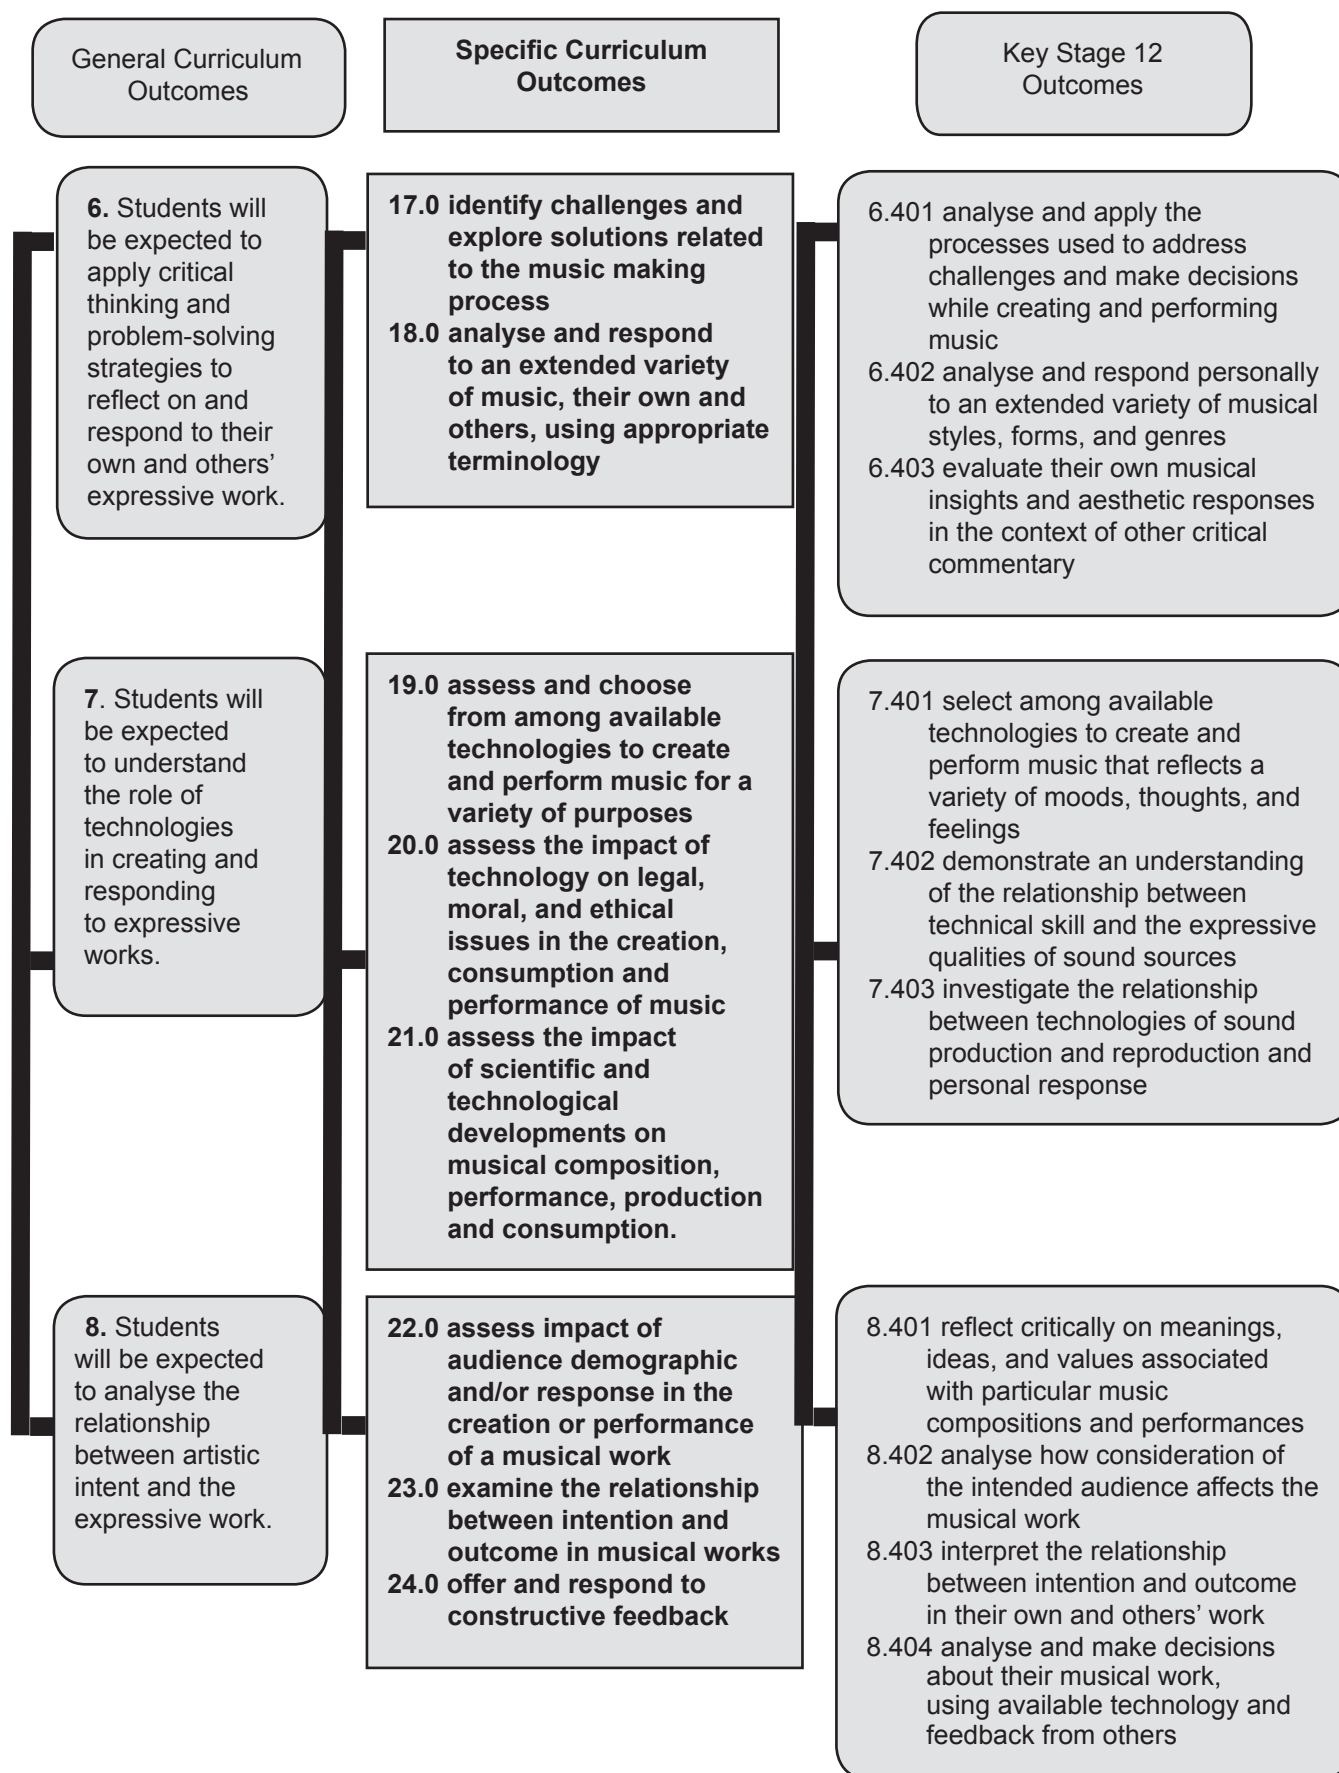 General Curriculum
Outcomes
Specific Curriculum
Outcomes
Key Stage 12
Outcomes
6. Students will
be expected to
apply critical
thinking and
problem-solving
strategies to
reflect on and
respond to their
own and others’
expressive work.
17.0 identify challenges and
explore solutions related
to the music making
process
18.0 analyse and respond
to an extended variety
of music, their own and
others, using appropriate
terminology
6.401 analyse and apply the
processes used to address
challenges and make decisions
while creating and performing
music
6.402 analyse and respond personally
to an extended variety of musical
styles, forms, and genres
6.403 evaluate their own musical
insights and aesthetic responses
in the context of other critical
commentary
7. Students will
be expected
to understand
the role of
technologies
in creating and
responding
to expressive
works.
19.0 assess and choose
from among available
technologies to create
and perform music for a
variety of purposes
20.0 assess the impact of
technology on legal,
moral, and ethical
issues in the creation,
consumption and
performance of music
21.0 assess the impact
of scientific and
technological
developments on
musical composition,
performance, production
and consumption.
7.401 select among available
technologies to create and
perform music that reflects a
variety of moods, thoughts, and
feelings
7.402 demonstrate an understanding
of the relationship between
technical skill and the expressive
qualities of sound sources
7.403 investigate the relationship
between technologies of sound
production and reproduction and
personal response
8. Students
will be expected
to analyse the
relationship
between artistic
intent and the
expressive work.
22.0 assess impact of
audience demographic
and/or response in the
creation or performance
of a musical work
23.0 examine the relationship
between intention and
outcome in musical works
24.0 offer and respond to
constructive feedback
8.401 reflect critically on meanings,
ideas, and values associated
with particular music
compositions and performances
8.402 analyse how consideration of
the intended audience affects the
musical work
8.403 interpret the relationship
between intention and outcome
in their own and others’ work
8.404 analyse and make decisions
about their musical work,
using available technology and
feedback from others